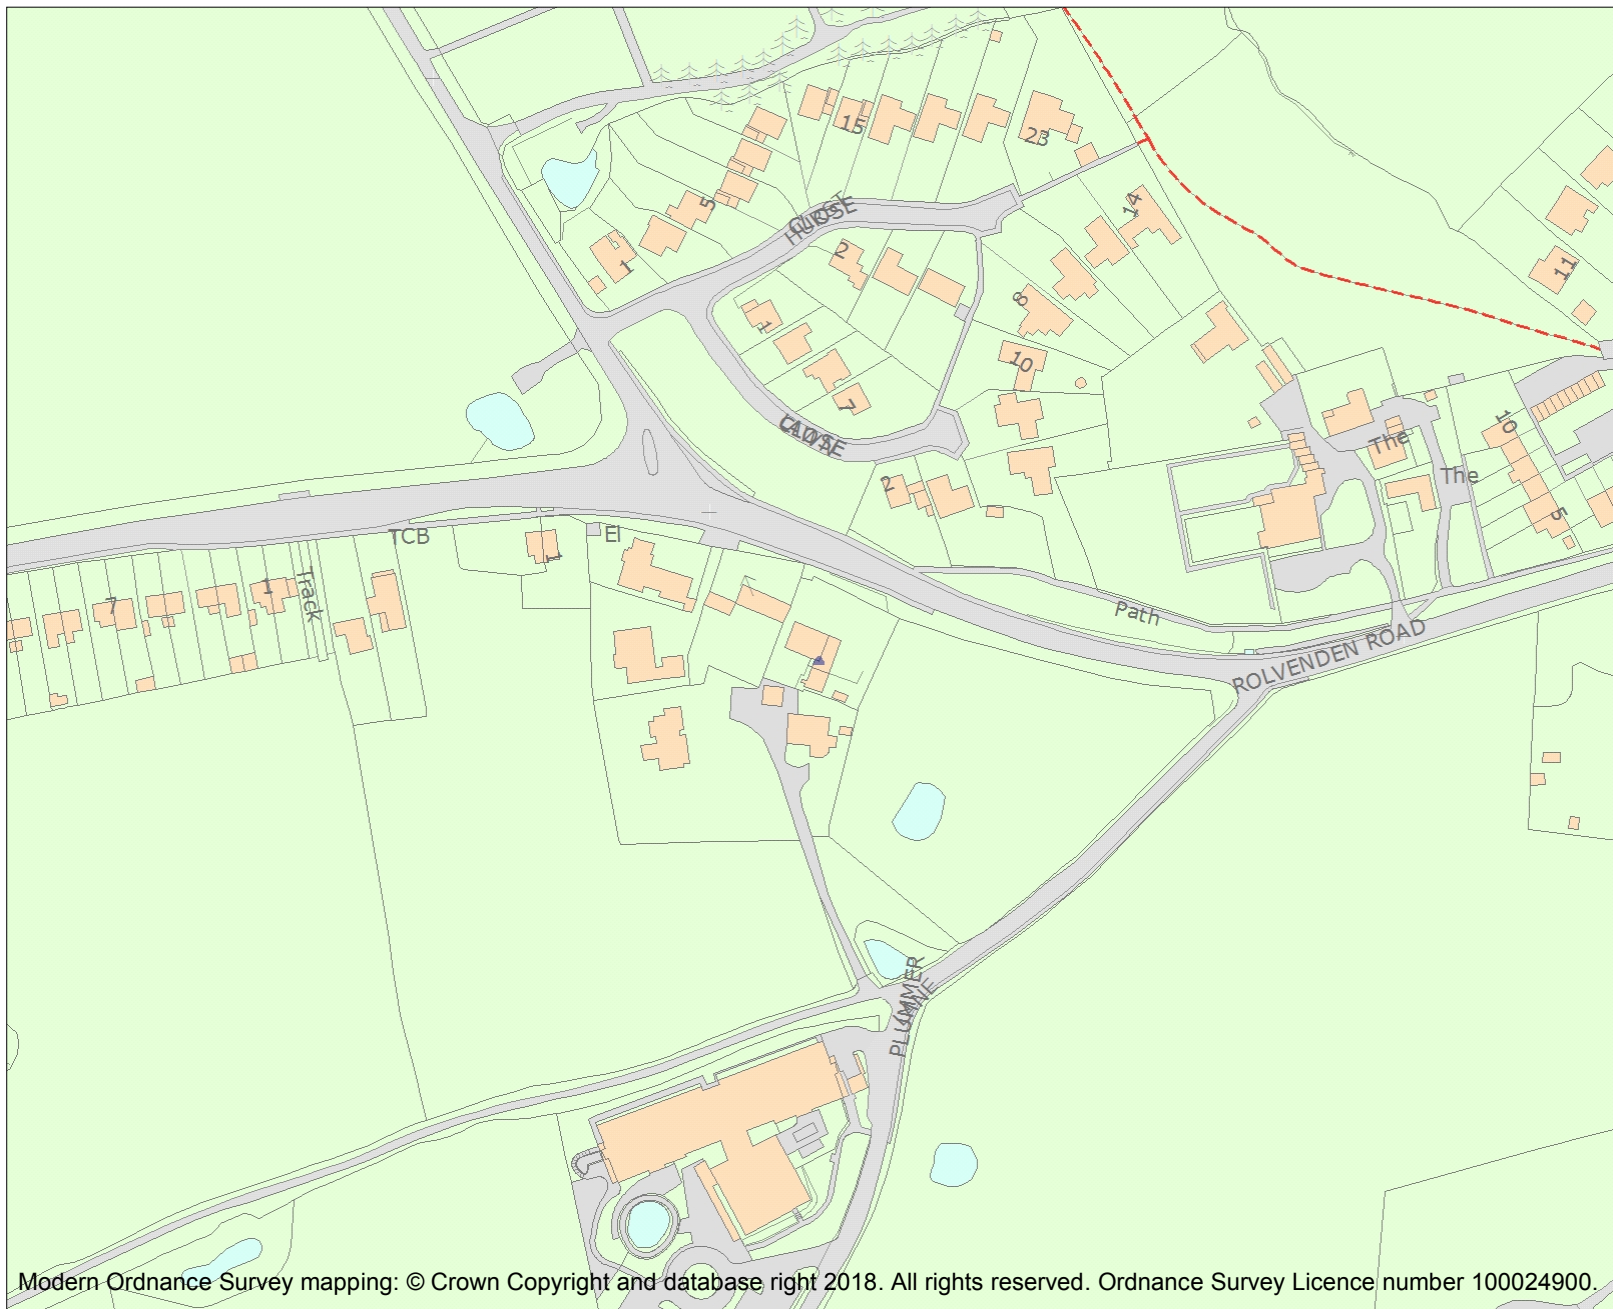 15
23
5
14
HURST
CLOSE
1
2
11
8
1
10
7
10
CLOSE
The
The
2
5
TCB
El
1
7
1
Track
Path
ROLVENDEN ROAD
PLUMMER
LANE
Modern Ordnance Survey mapping: © Crown Copyright and database right 2018. All rights reserved. Ordnance Survey Licence number 100024900.